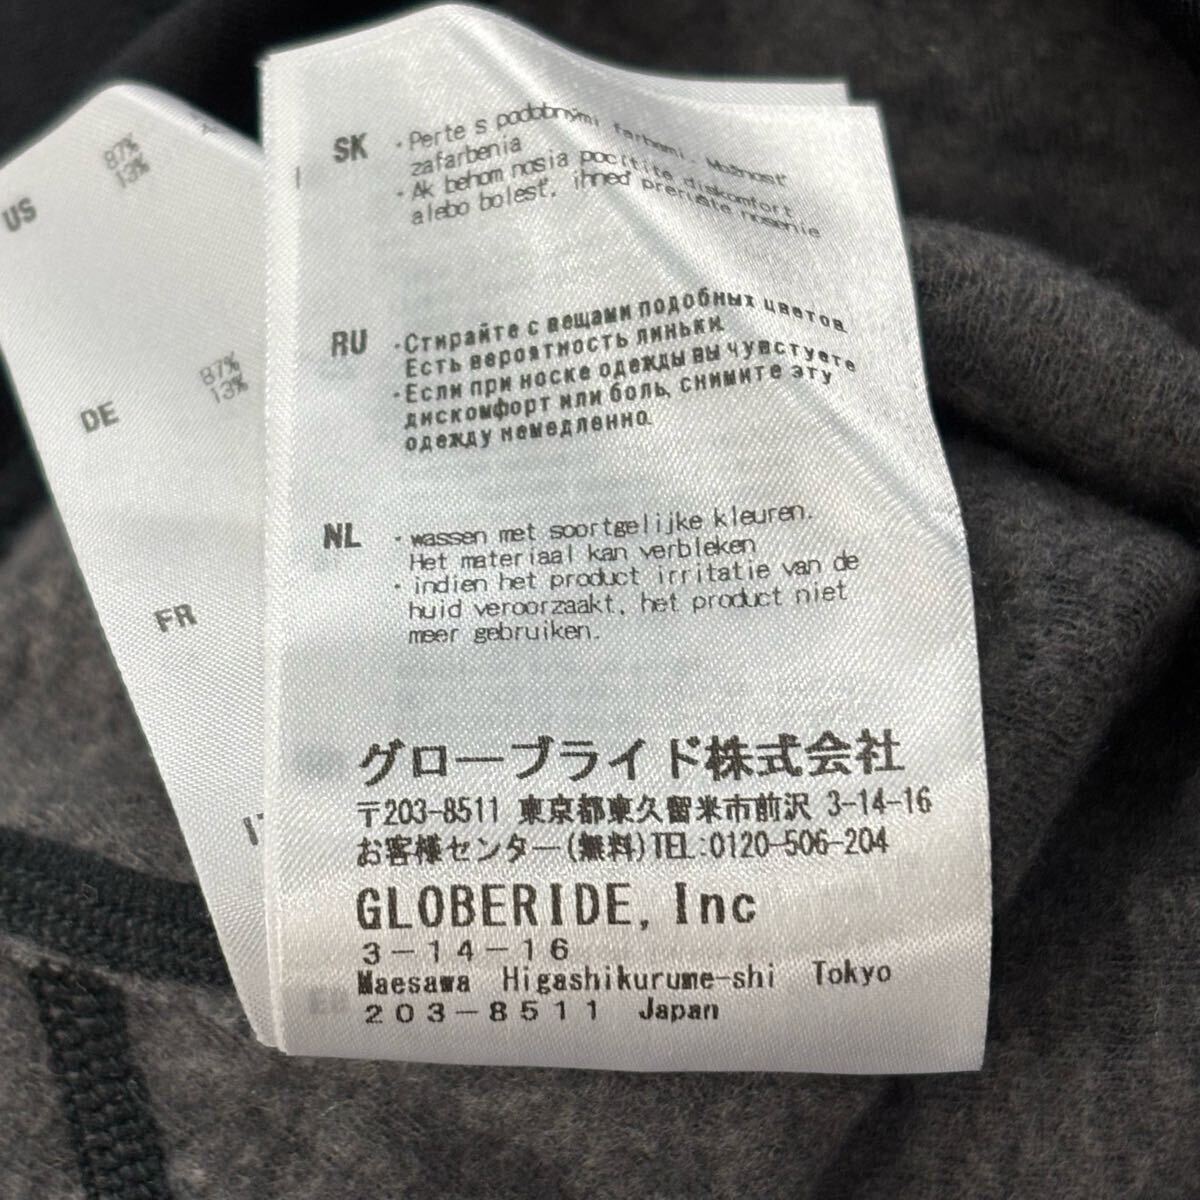 US
87%
13%
DE
87%
13%
FR
SK
・Perte s podobnými farbami. Možnosť
zafarbenia
・Ak behom nosia pocítite diskomfort
alebo bolesť, ihneď prerušte nosenie
RU
・Стирайте с вещами подобных цветов.
Есть вероятность линьки.
・Если при носке одежды вы чувствуете
дискомфорт или боль, снимите эту
одежду немедленно.
NL
・wassen met soortgelijke kleuren.
Het materiaal kan verbleken
・indien het product irritatie van de
huid veroorzaakt, het product niet
meer gebruiken.
グローブライド株式会社
〒203-8511 東京都東久留米市前沢 3-14-16
お客様センター(無料)TEL:0120-506-204
GLOBERIDE, Inc
3-14-16
Maesawa Higashikurume-shi Tokyo
203-8511 Japan